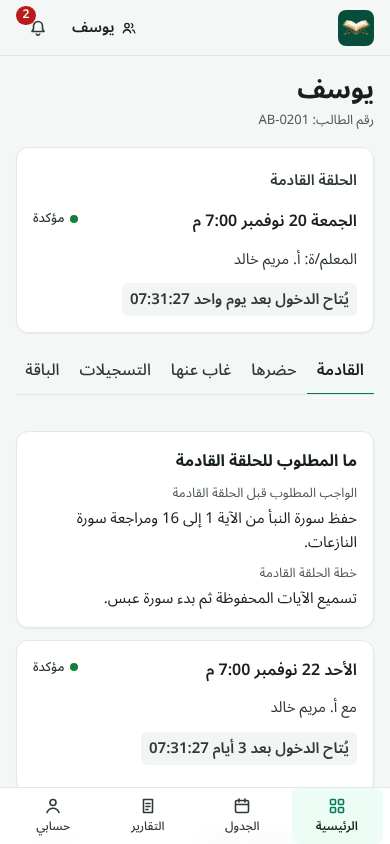 يوسف
2
يوسف
رقم الطالب: AB-0201
الحلقة القادمة
الجمعة 20 نوفمبر 7:00 م
مؤكدة
المعلم/ة: أ. مريم خالد
يُتاح الدخول بعد يوم واحد 07:31:27
القادمة
حضرها
غاب عنها
التسجيلات
الباقة
ما المطلوب للحلقة القادمة
الواجب المطلوب قبل الحلقة القادمة
حفظ سورة النبأ من الآية 1 إلى 16 ومراجعة سورة
النازعات.
خطة الحلقة القادمة
تسميع الآيات المحفوظة ثم بدء سورة عبس.
الأحد 22 نوفمبر 7:00 م
مؤكدة
مع أ. مريم خالد
يُتاح الدخول بعد 3 أيام 07:31:27
الرئيسية
الجدول
التقارير
حسابي